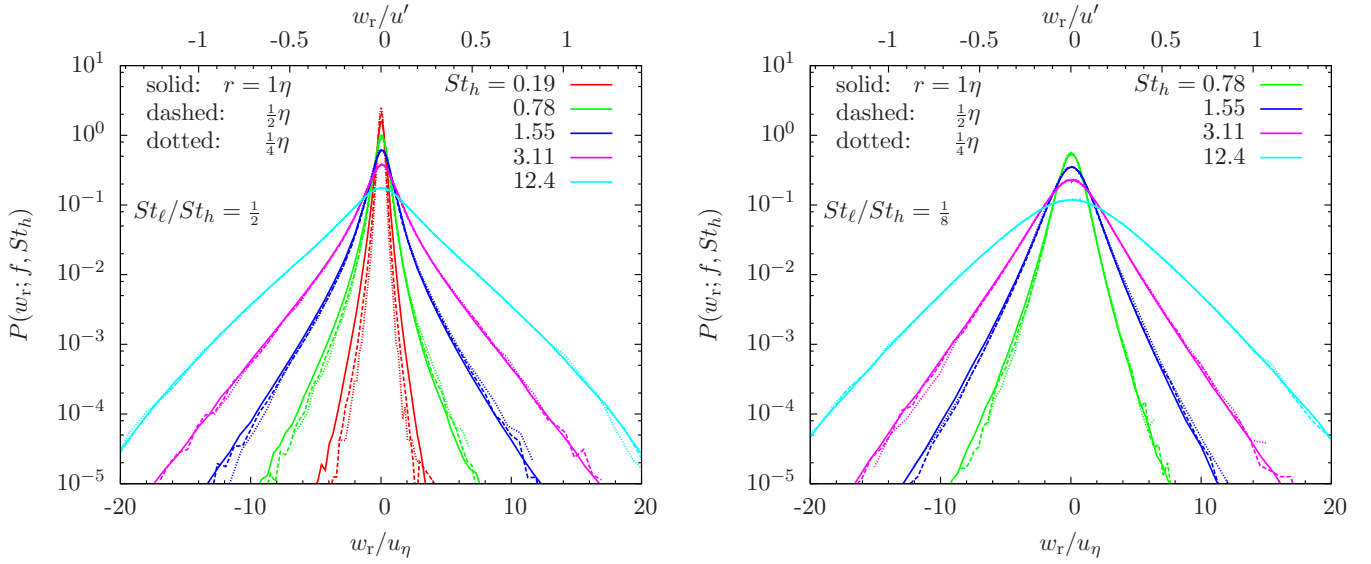 w_r/u'
-1 -0.5 0 0.5 1
10^1
10^0
10^-1
10^-2
10^-3
10^-4
10^-5
P(w_r; f, St_h)
solid: r = 1η
dashed: 1/2 η
dotted: 1/4 η
St_h = 0.19
0.78
1.55
3.11
12.4
St_ℓ/St_h = 1/2
-20 -10 0 10 20
w_r/u_η
w_r/u'
-1 -0.5 0 0.5 1
10^1
10^0
10^-1
10^-2
10^-3
10^-4
10^-5
P(w_r; f, St_h)
solid: r = 1η
dashed: 1/2 η
dotted: 1/4 η
St_h = 0.78
1.55
3.11
12.4
St_ℓ/St_h = 1/8
-20 -10 0 10 20
w_r/u_η